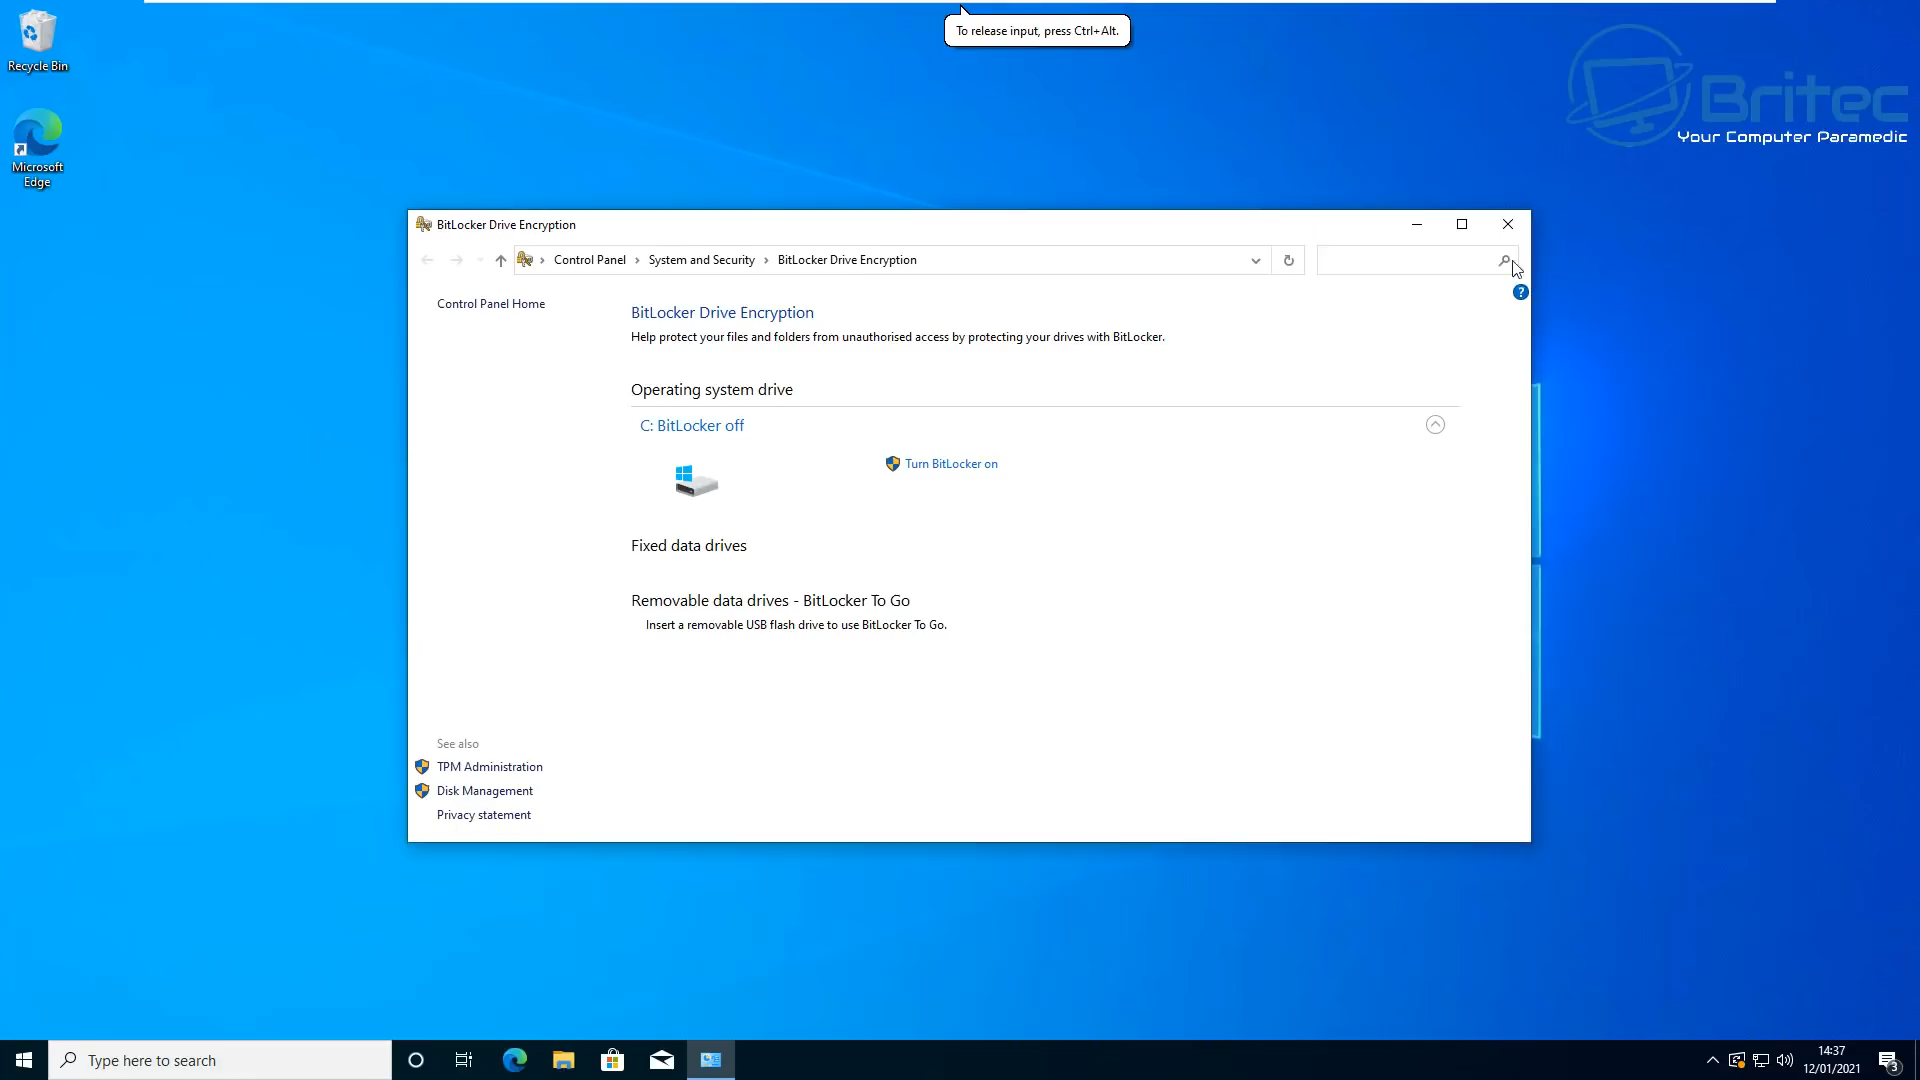 To release input, press Ctrl+Alt.
Recycle Bin
Britec
Your Computer Paramedic
Microsoft
Edge
BitLocker Drive Encryption
Control Panel › System and Security › BitLocker Drive Encryption
?
Control Panel Home
BitLocker Drive Encryption
Help protect your files and folders from unauthorised access by protecting your drives with BitLocker.
Operating system drive
C: BitLocker off
Turn BitLocker on
Fixed data drives
Removable data drives - BitLocker To Go
Insert a removable USB flash drive to use BitLocker To Go.
See also
TPM Administration
Disk Management
Privacy statement
Type here to search
14:37
12/01/2021
3